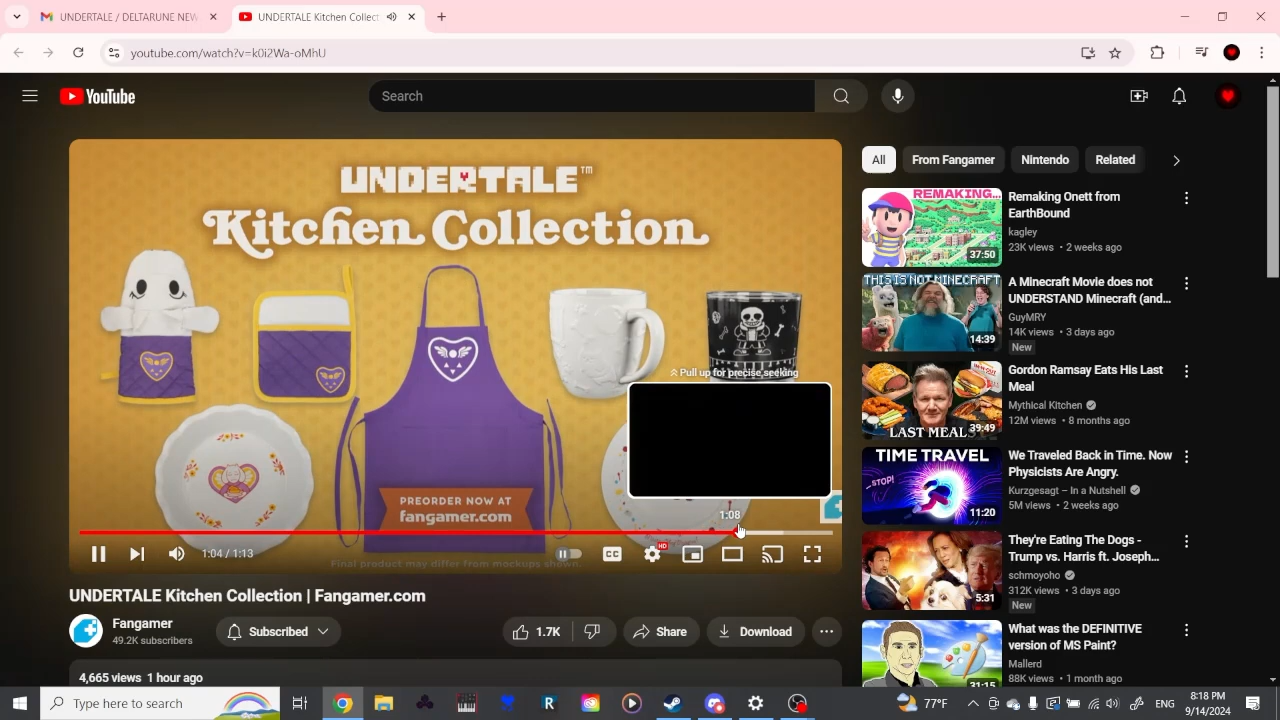 UNDERTALE / DELTARUNE NEW
UNDERTALE Kitchen Collect
youtube.com/watch?v=k0i2Wa-oMhU
YouTube
Search
UNDERTALE™
Kitchen Collection
PREORDER NOW AT
fangamer.com
Pull up for precise seeking
1:08
1:04 / 1:13
CC
HD
Final product may differ from mockups shown.
UNDERTALE Kitchen Collection | Fangamer.com
Fangamer
49.2K subscribers
Subscribed
1.7K
Share
Download
4,665 views 1 hour ago
All
From Fangamer
Nintendo
Related
REMAKING...
37:50
Remaking Onett from
EarthBound
kagley
23K views • 2 weeks ago
THIS IS NOT MINECRAFT
14:39
A Minecraft Movie does not
UNDERSTAND Minecraft (and...
GuyMRY
14K views • 3 days ago
New
LAST MEALS
39:49
Gordon Ramsay Eats His Last
Meal
Mythical Kitchen
12M views • 8 months ago
TIME TRAVEL
STOP!
11:20
We Traveled Back in Time. Now
Physicists Are Angry.
Kurzgesagt – In a Nutshell
5M views • 2 weeks ago
5:31
They're Eating The Dogs -
Trump vs. Harris ft. Joseph...
schmoyoho
312K views • 3 days ago
New
31:15
What was the DEFINITIVE
version of MS Paint?
Mallerd
88K views • 1 month ago
Type here to search
77°F
ENG
8:18 PM
9/14/2024